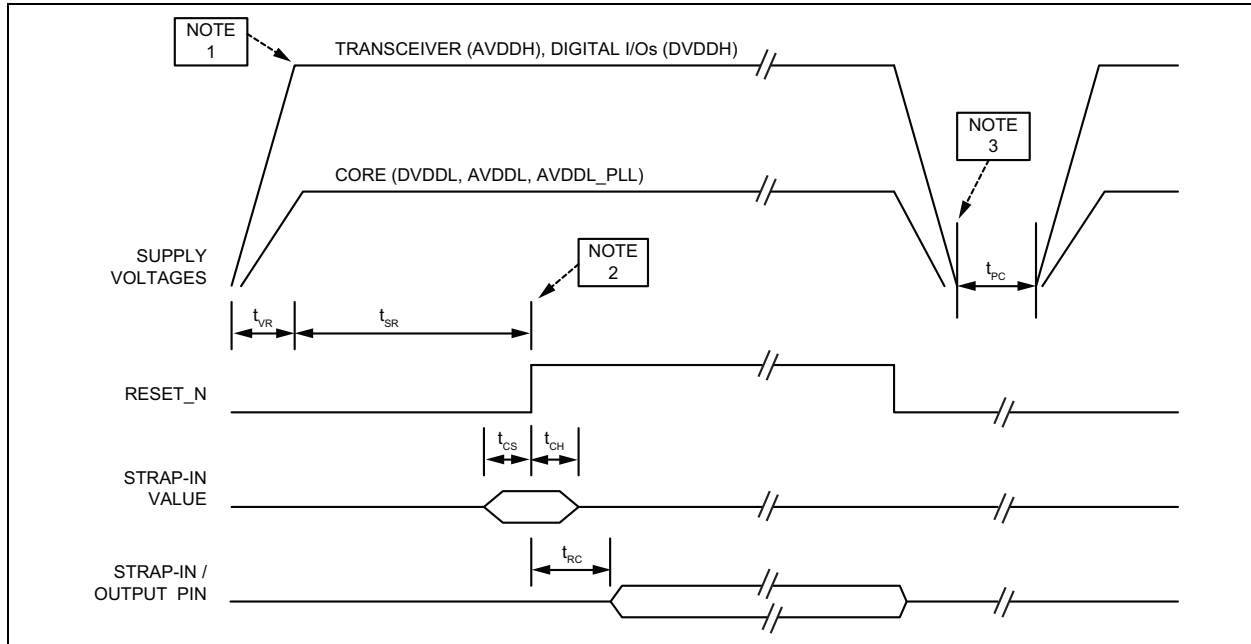 NOTE
1
TRANSCEIVER (AVDDH), DIGITAL I/Os (DVDDH)
NOTE
3
CORE (DVDDL, AVDDL, AVDDL_PLL)
SUPPLY
VOLTAGES
NOTE
2
tPC
tVR
tSR
RESET_N
tCS
tCH
STRAP-IN
VALUE
tRC
STRAP-IN /
OUTPUT PIN